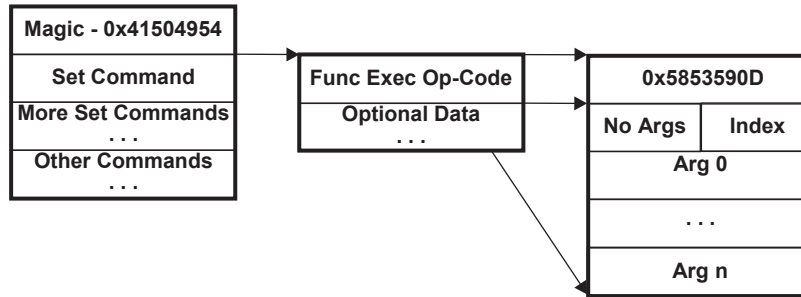 Magic - 0x41504954
Set Command
More Set Commands
. . .
Other Commands
. . .
Func Exec Op-Code
Optional Data
. . .
0x5853590D
No Args
Index
Arg 0
. . .
Arg n